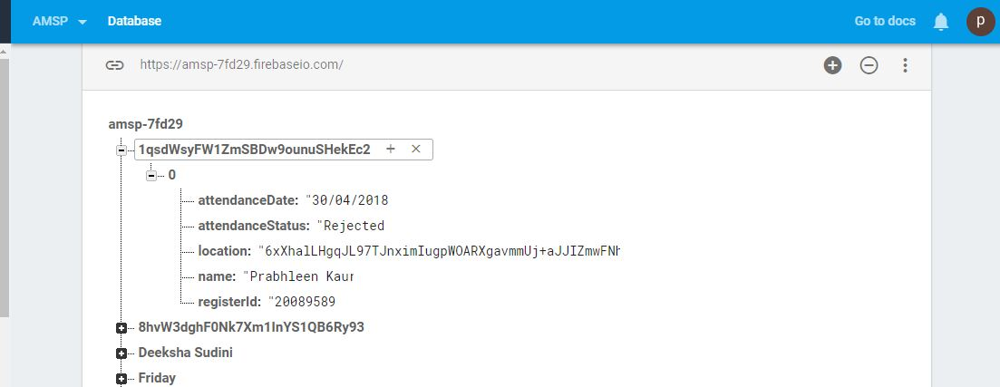 AMSP Database Go to docs p
https://amsp-7fd29.firebaseio.com/
amsp-7fd29
1qsdWsyFW1ZmSBDw9ounuSHekEc2
0
attendanceDate: "30/04/2018
attendanceStatus: "Rejected
location: "6xXhalLHgqJL97TJnximIugpWOARXgavmmUj+aJJIZmwFNh
name: "Prabhleen Kaur
registerId: "20089589
8hvW3dghF0Nk7Xm1InYS1QB6Ry93
Deeksha Sudini
Friday